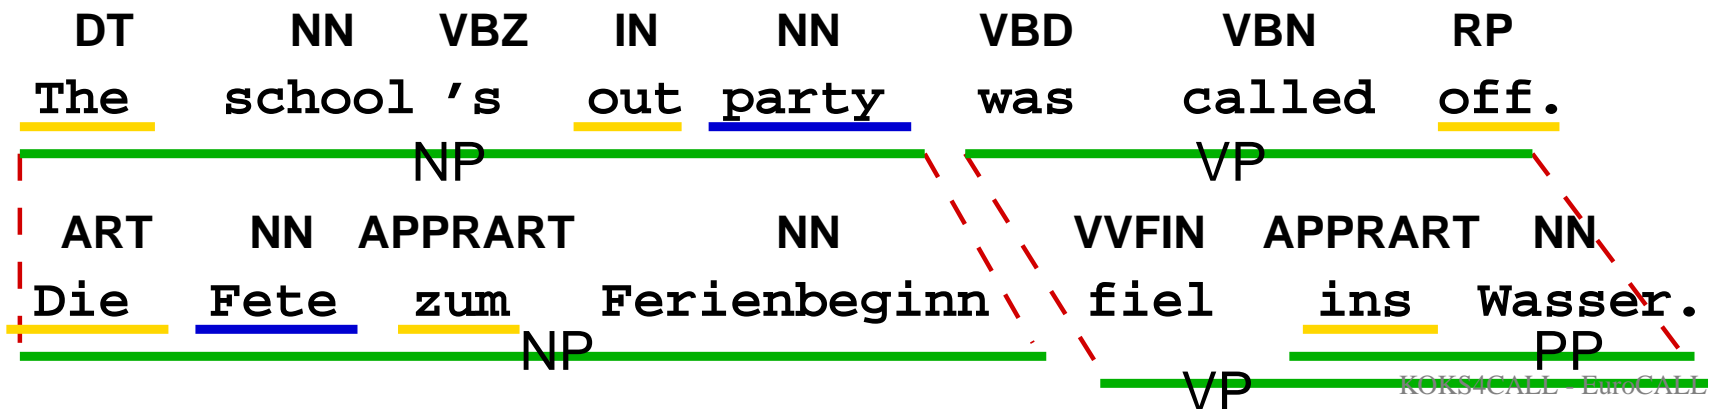 DT NN VBZ IN NN VBD VBN RP
The school ’s out party was called off.
NP VP
ART NN APPRART NN VVFIN APPRART NN
Die Fete zum Ferienbeginn fiel ins Wasser.
NP PP
VP KOKS4CALL - EuroCALL